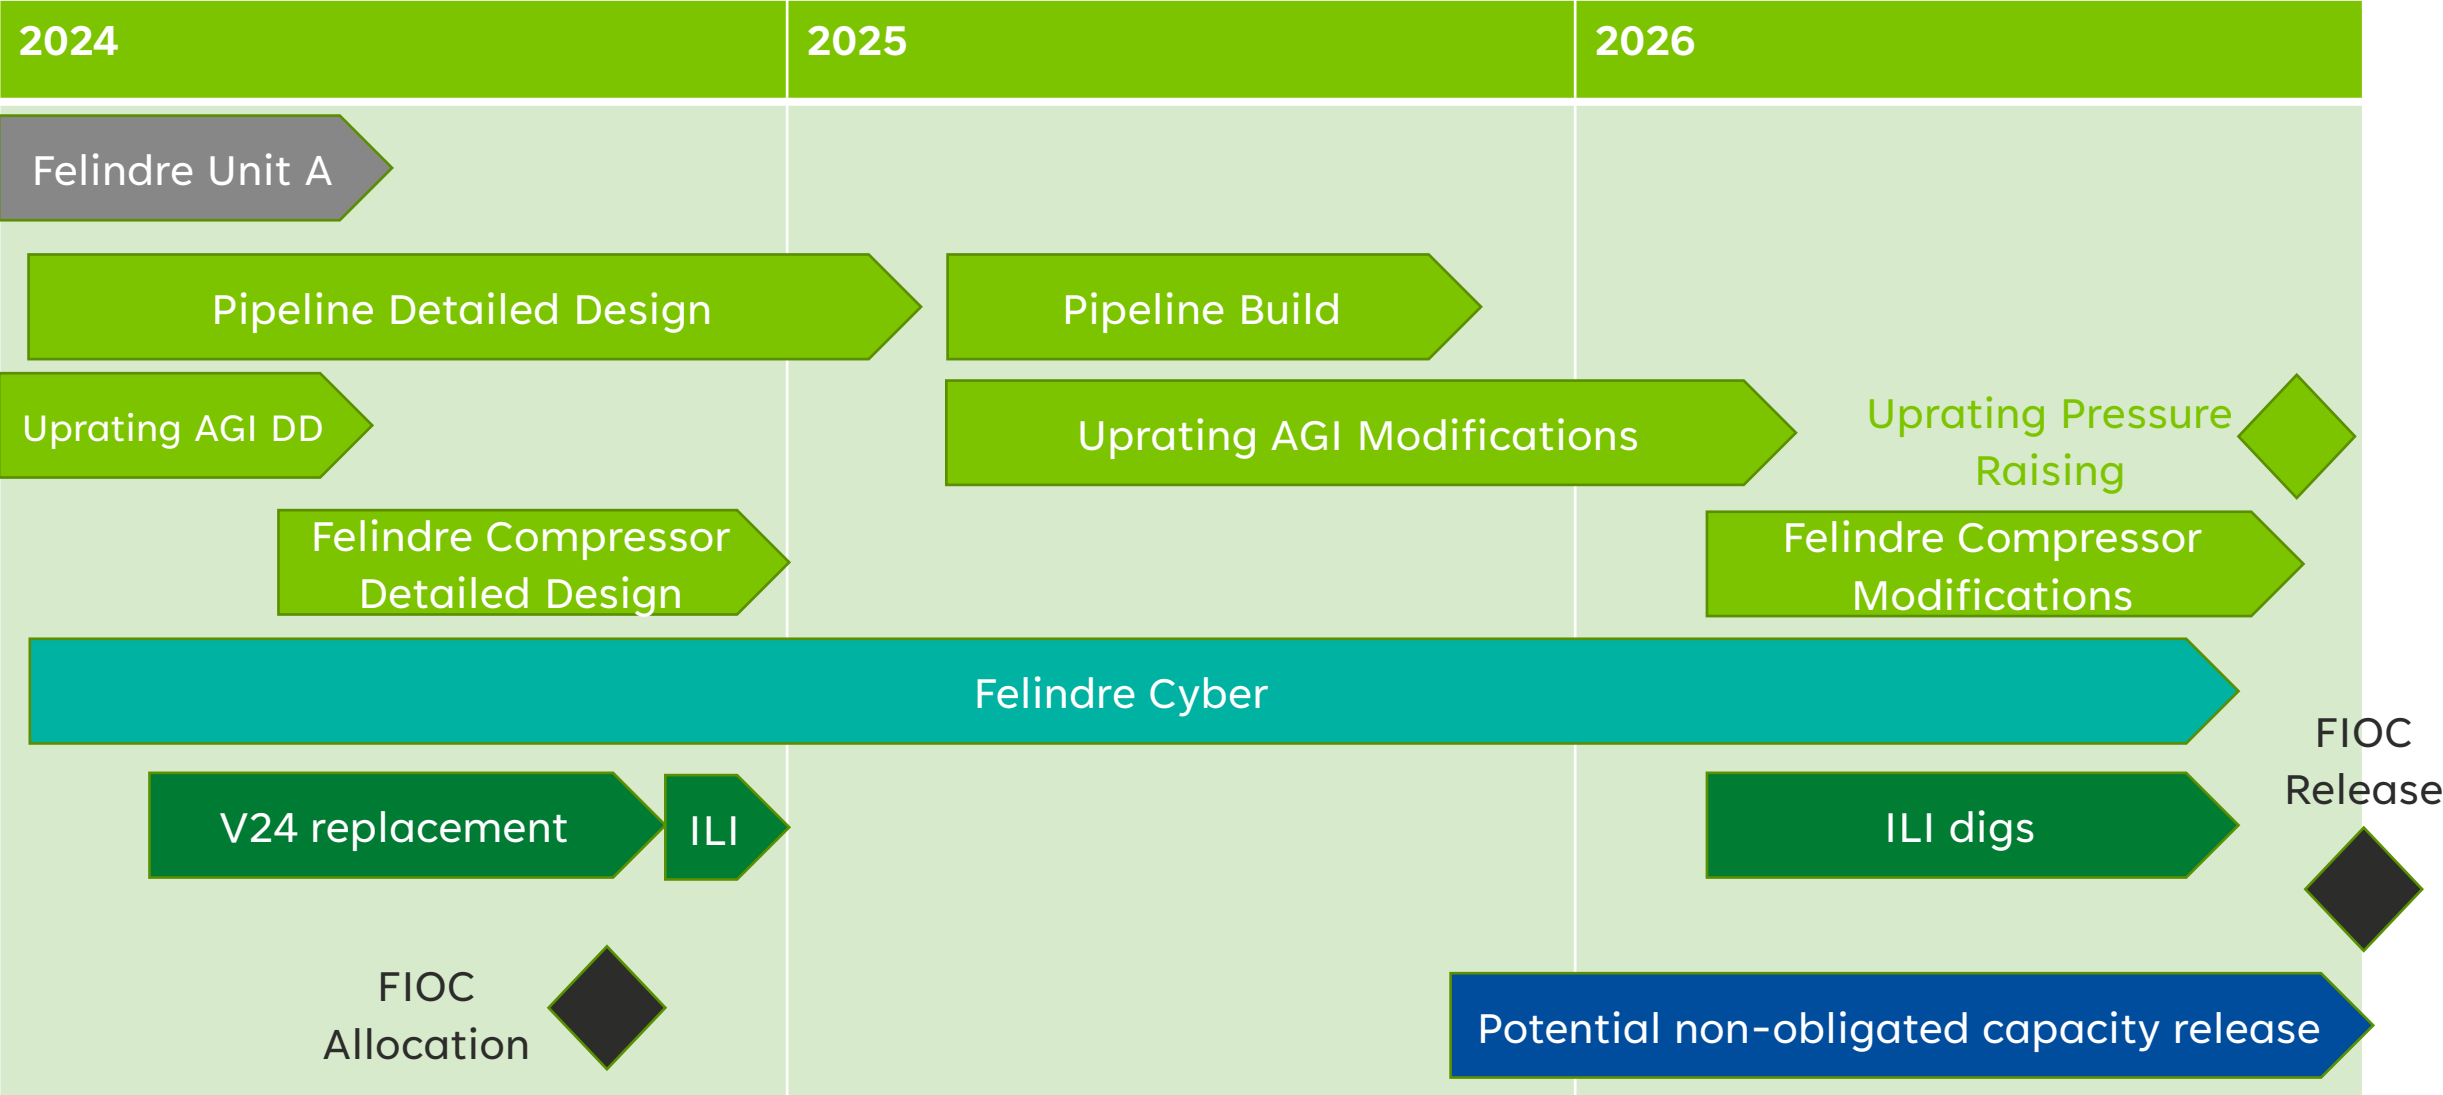 2024
2025
2026
Felindre Unit A
Pipeline Detailed Design
Pipeline Build
Uprating AGI DD
Uprating AGI Modifications
Uprating Pressure
Raising
Felindre Compressor
Detailed Design
Felindre Compressor
Modifications
Felindre Cyber
FIOC
Release
V24 replacement
ILI
ILI digs
FIOC
Allocation
Potential non-obligated capacity release